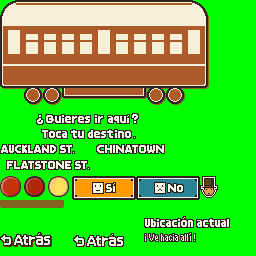 ¿Quieres ir aquí?
Toca tu destino.
AUCKLAND ST. CHINATOWN
FLATSTONE ST.
Sí No
Ubicación actual
¡Ve hacia allí!
Atrás Atrás